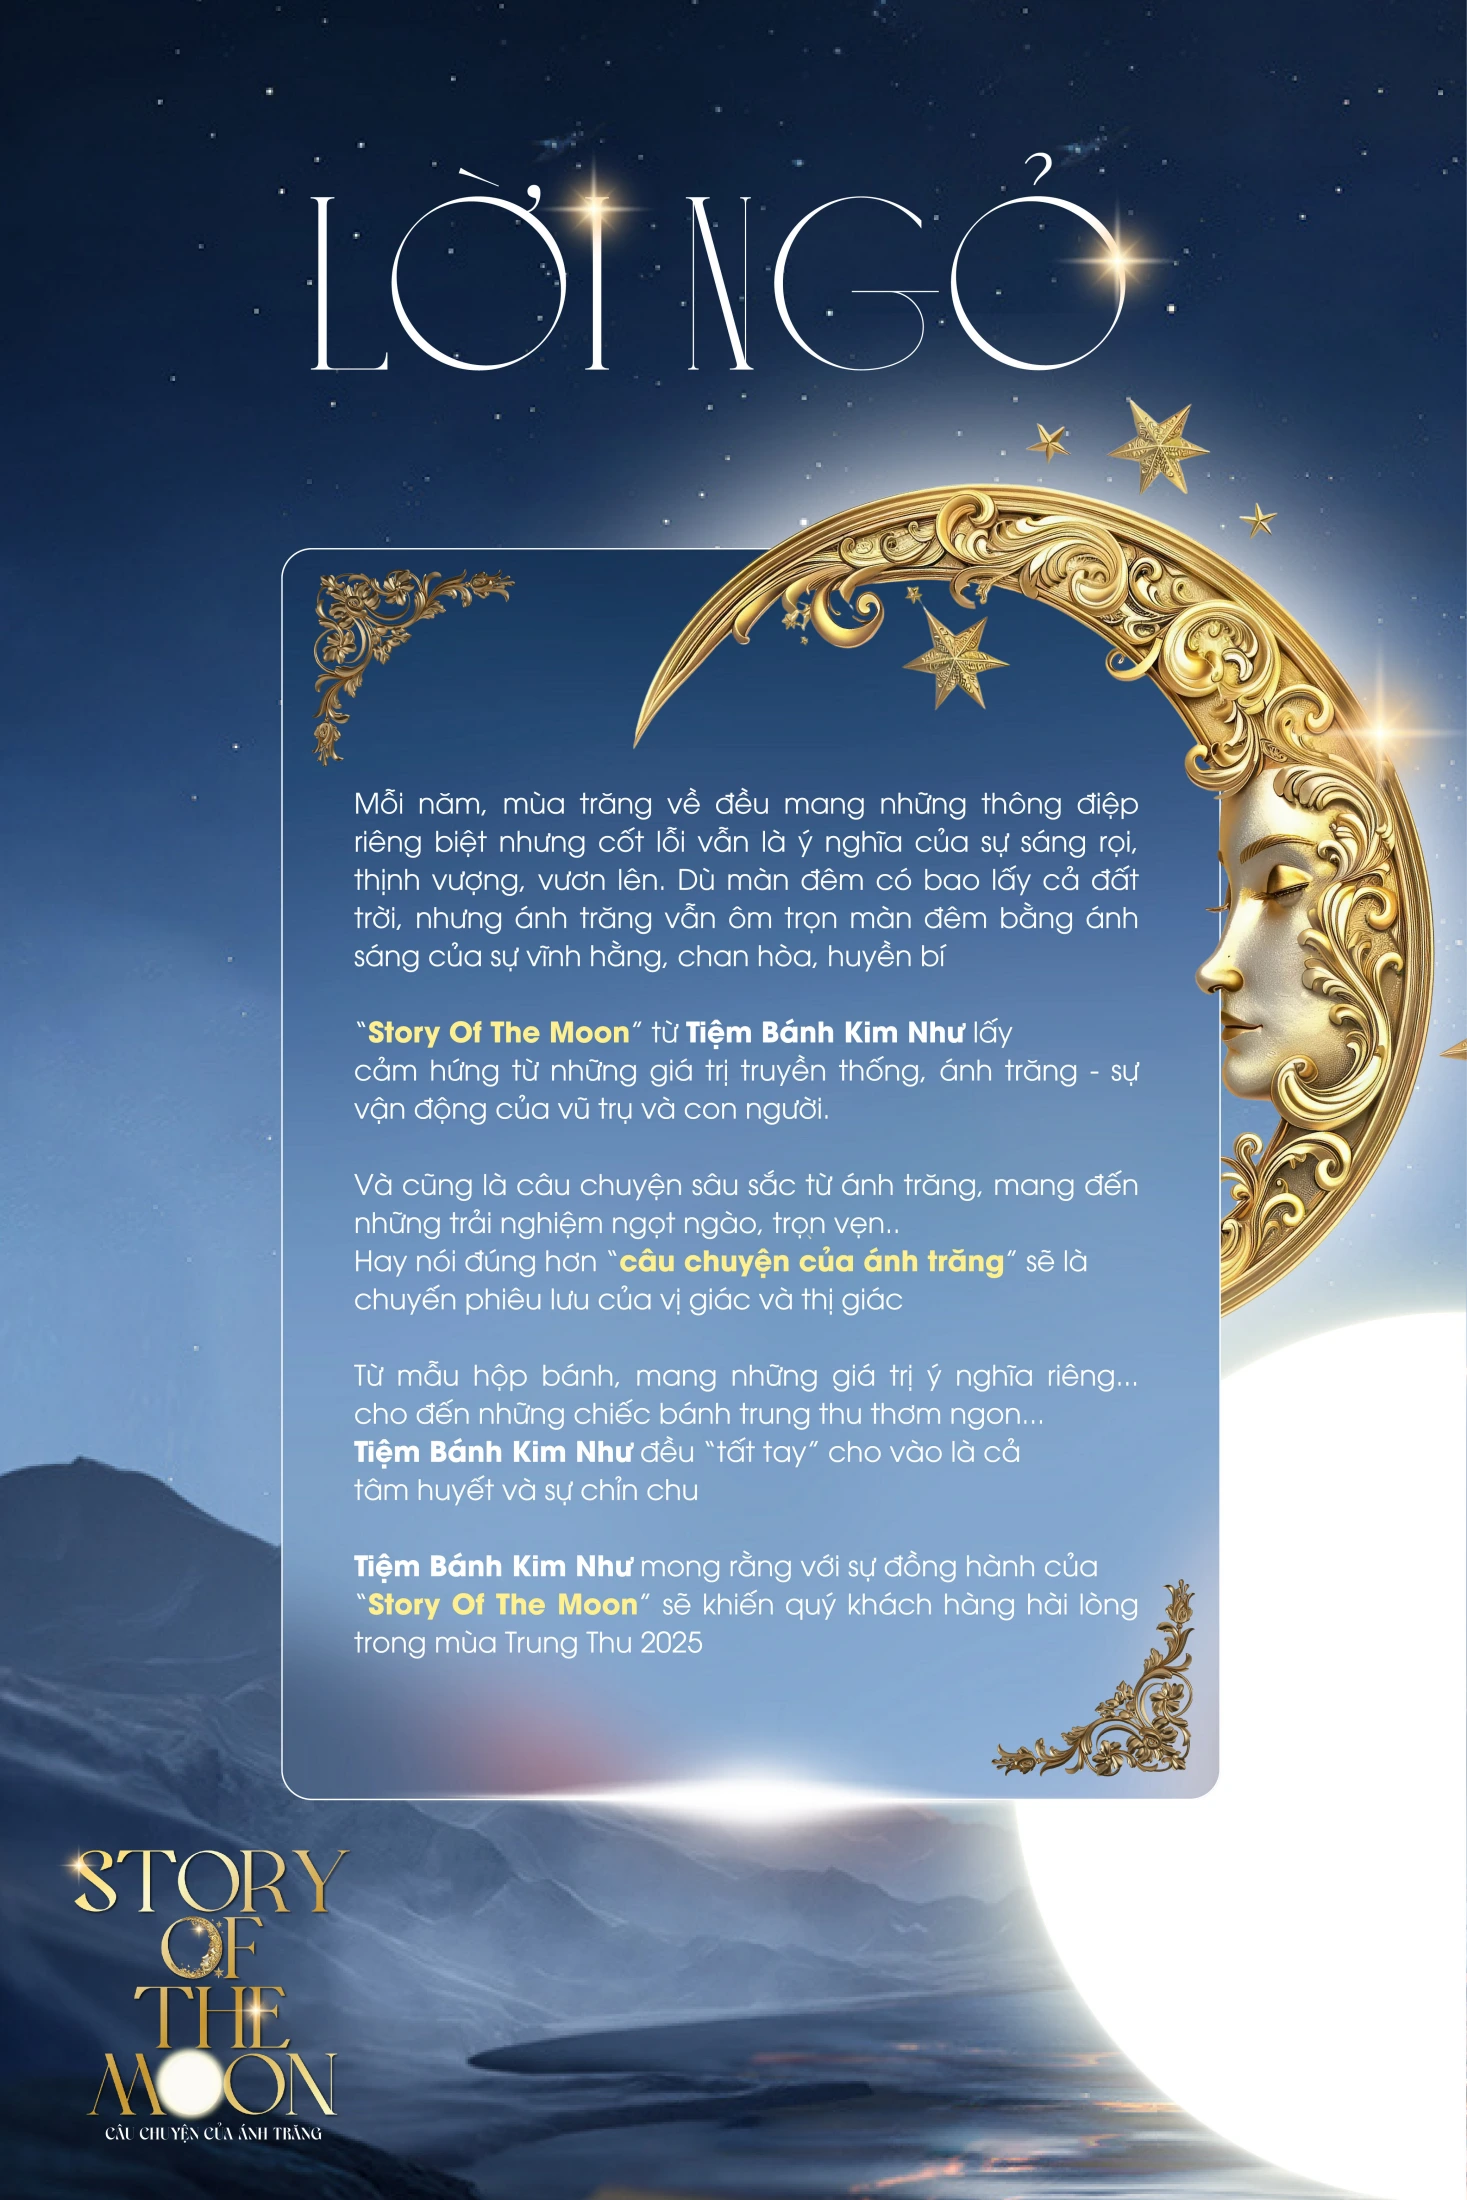 LỜI NGỎ
Mỗi năm, mùa trăng về đều mang những thông điệp
riêng biệt nhưng cốt lỗi vẫn là ý nghĩa của sự sáng rọi,
thịnh vượng, vươn lên. Dù màn đêm có bao lấy cả đất
trời, nhưng ánh trăng vẫn ôm trọn màn đêm bằng ánh
sáng của sự vĩnh hằng, chan hòa, huyền bí
“Story Of The Moon” từ Tiệm Bánh Kim Như lấy
cảm hứng từ những giá trị truyền thống, ánh trăng - sự
vận động của vũ trụ và con người.
Và cũng là câu chuyện sâu sắc từ ánh trăng, mang đến
những trải nghiệm ngọt ngào, trọn vẹn..
Hay nói đúng hơn “câu chuyện của ánh trăng” sẽ là
chuyến phiêu lưu của vị giác và thị giác
Từ mẫu hộp bánh, mang những giá trị ý nghĩa riêng...
cho đến những chiếc bánh trung thu thơm ngon...
Tiệm Bánh Kim Như đều “tất tay” cho vào là cả
tâm huyết và sự chỉn chu
Tiệm Bánh Kim Như mong rằng với sự đồng hành của
“Story Of The Moon” sẽ khiến quý khách hàng hài lòng
trong mùa Trung Thu 2025
STORY
OF
THE
MOON
CÂU CHUYỆN CỦA ÁNH TRĂNG